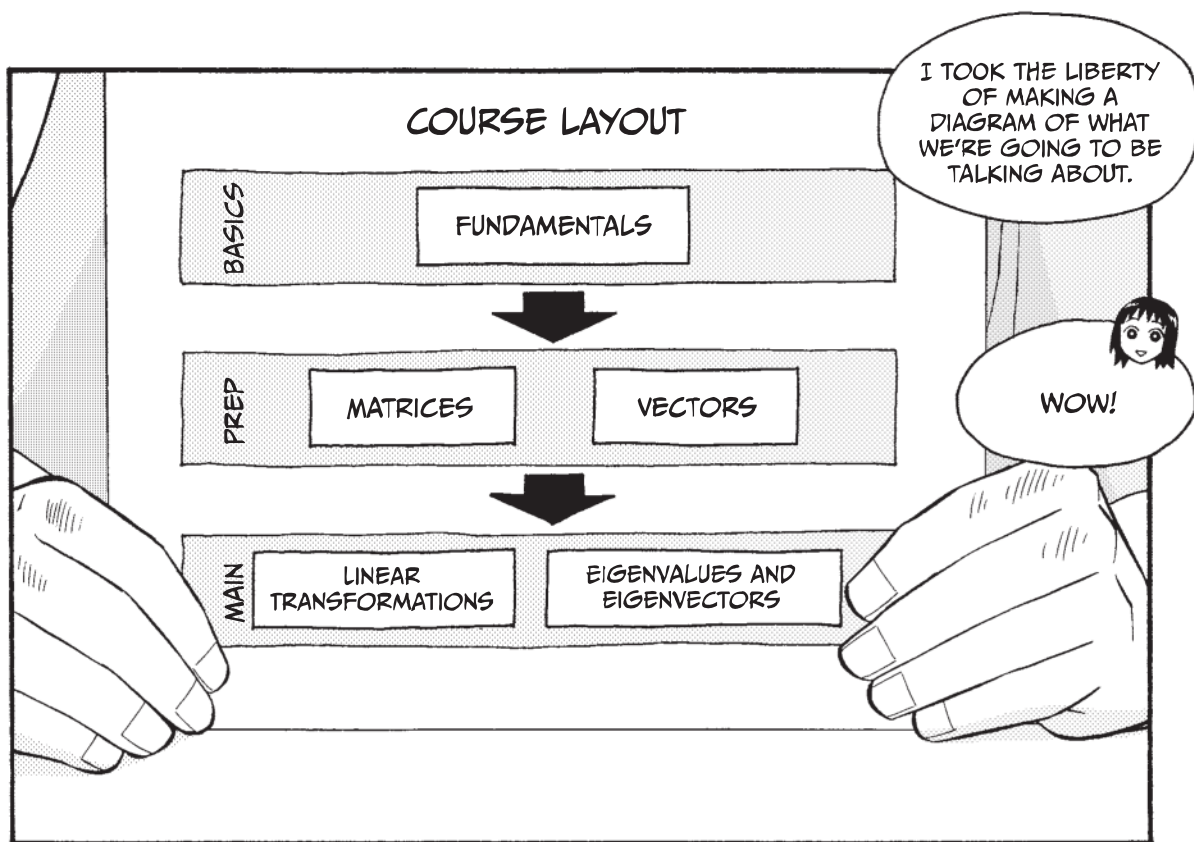 I TOOK THE LIBERTY
OF MAKING A
DIAGRAM OF WHAT
WE'RE GOING TO BE
TALKING ABOUT.
COURSE LAYOUT
BASICS
FUNDAMENTALS
WOW!
PREP
MATRICES
VECTORS
MAIN
LINEAR
TRANSFORMATIONS
EIGENVALUES AND
EIGENVECTORS